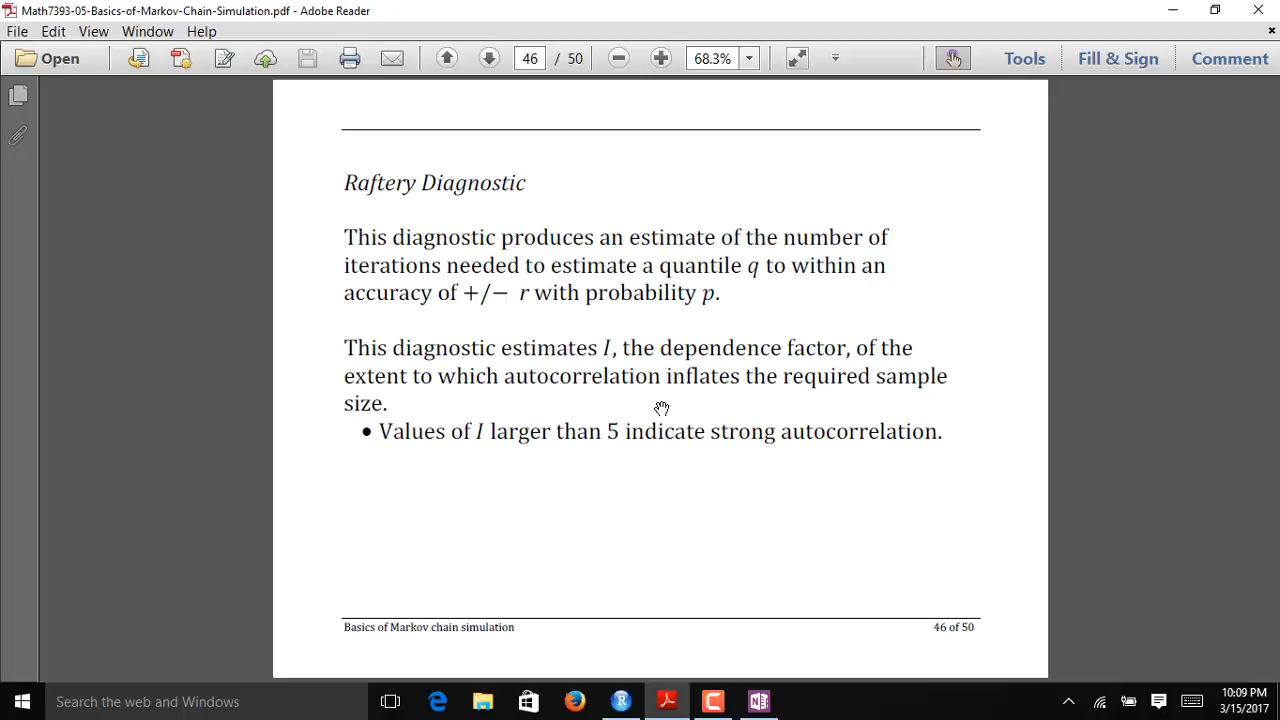 Math7393-05-Basics-of-Markov-Chain-Simulation.pdf - Adobe Reader
File Edit View Window Help
Open 46 / 50 68.3% Tools Fill & Sign Comment
Raftery Diagnostic
This diagnostic produces an estimate of the number of
iterations needed to estimate a quantile q to within an
accuracy of +/− r with probability p.
This diagnostic estimates I, the dependence factor, of the
extent to which autocorrelation inflates the required sample
size.
• Values of I larger than 5 indicate strong autocorrelation.
Basics of Markov chain simulation 46 of 50
Search the web and Windows
10:09 PM
3/15/2017